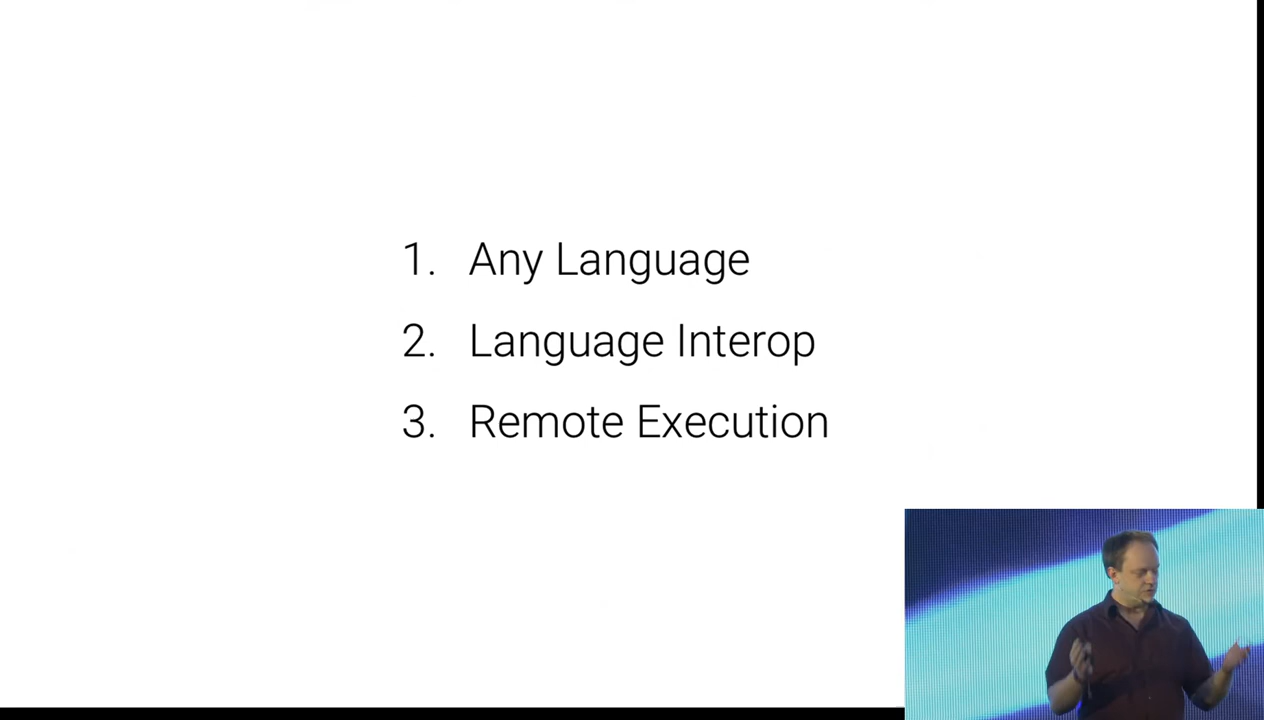 1. Any Language
2. Language Interop
3. Remote Execution